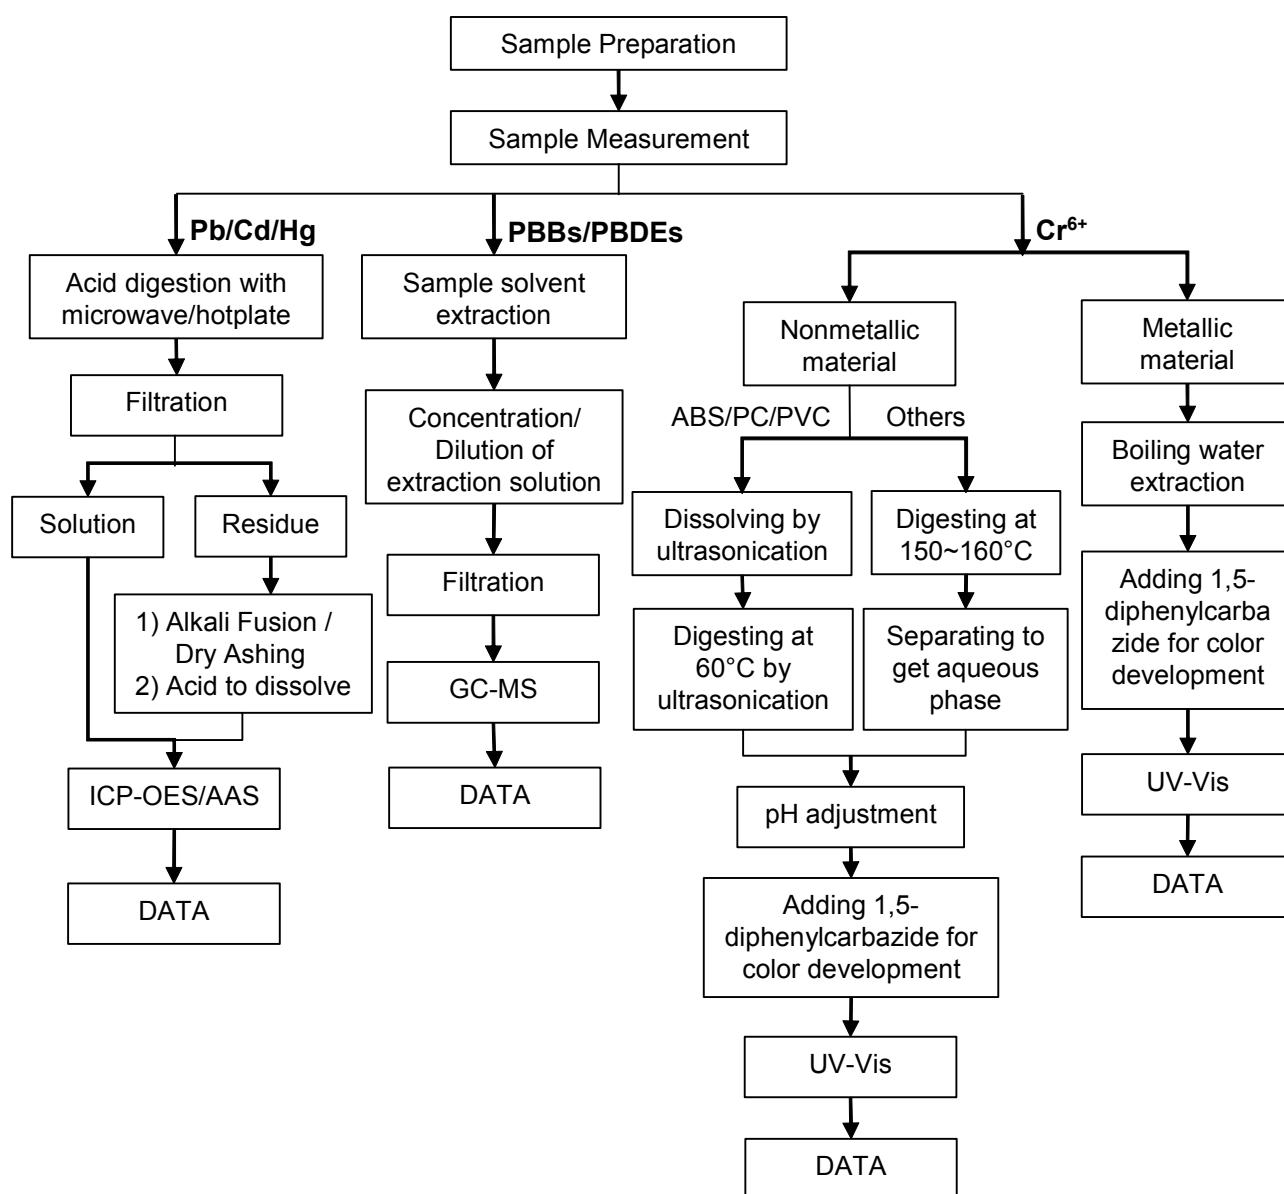 Sample Preparation
Sample Measurement
Pb/Cd/Hg
Acid digestion with
microwave/hotplate
Filtration
Solution
Residue
1) Alkali Fusion /
Dry Ashing
2) Acid to dissolve
ICP-OES/AAS
DATA
PBBs/PBDEs
Sample solvent
extraction
Concentration/
Dilution of
extraction solution
Filtration
GC-MS
DATA
Cr⁶⁺
Nonmetallic
material
ABS/PC/PVC
Others
Dissolving by
ultrasonication
Digesting at
60°C by
ultrasonication
Digesting at
150~160°C
Separating to
get aqueous
phase
pH adjustment
Adding 1,5-
diphenylcarbazide for
color development
UV-Vis
DATA
Metallic
material
Boiling water
extraction
Adding 1,5-
diphenylcarba
zide for color
development
UV-Vis
DATA